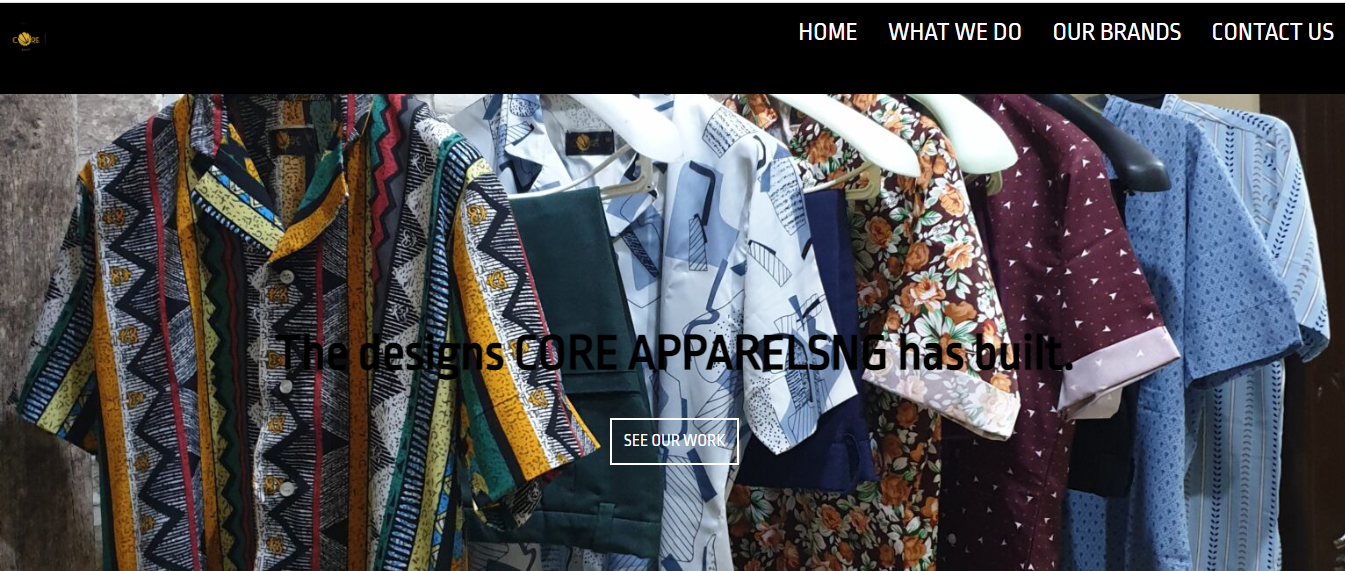 CORE
HOME WHAT WE DO OUR BRANDS CONTACT US
The designs CORE APPARELSNG has built.
SEE OUR WORK